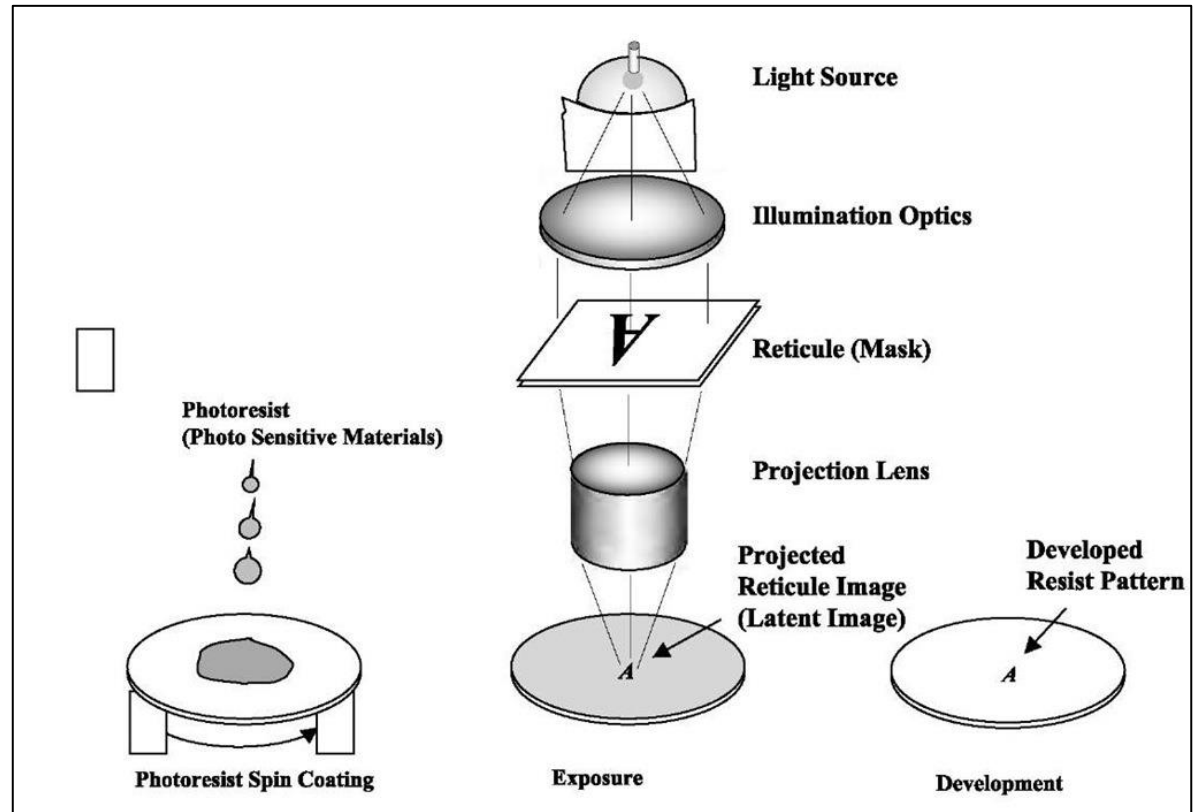 Light Source
Illumination Optics
A
Reticule (Mask)
Photoresist
(Photo Sensitive Materials)
Projection Lens
Projected
Reticule Image
(Latent Image)
Developed
Resist Pattern
A
A
Photoresist Spin Coating
Exposure
Development